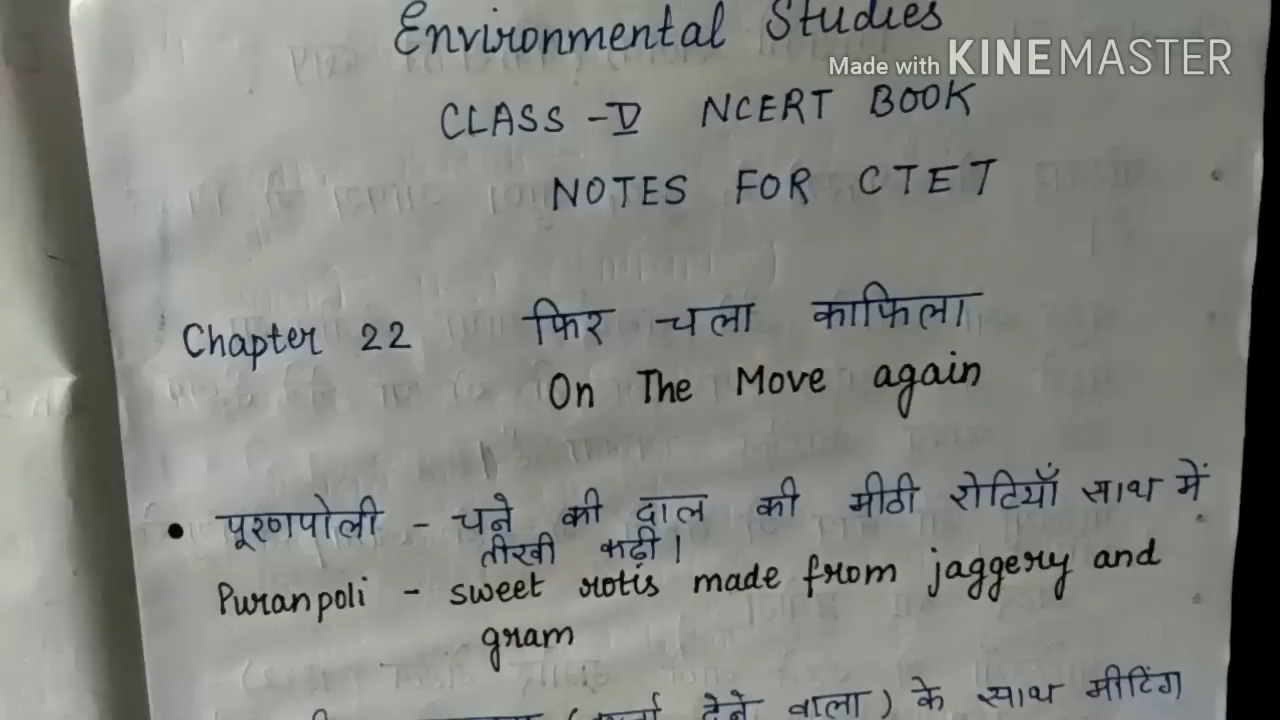 Environmental Studies
Made with KINEMASTER
CLASS -V NCERT BOOK
NOTES FOR CTET
Chapter 22 फिर चला काफिला
On The Move again
• पूरणपोली - चने की दाल की मीठी रोटियाँ साथ में
तीखी कढ़ी।
Puranpoli - sweet rotis made from jaggery and
gram
देने वाला) के साथ मीटिंग